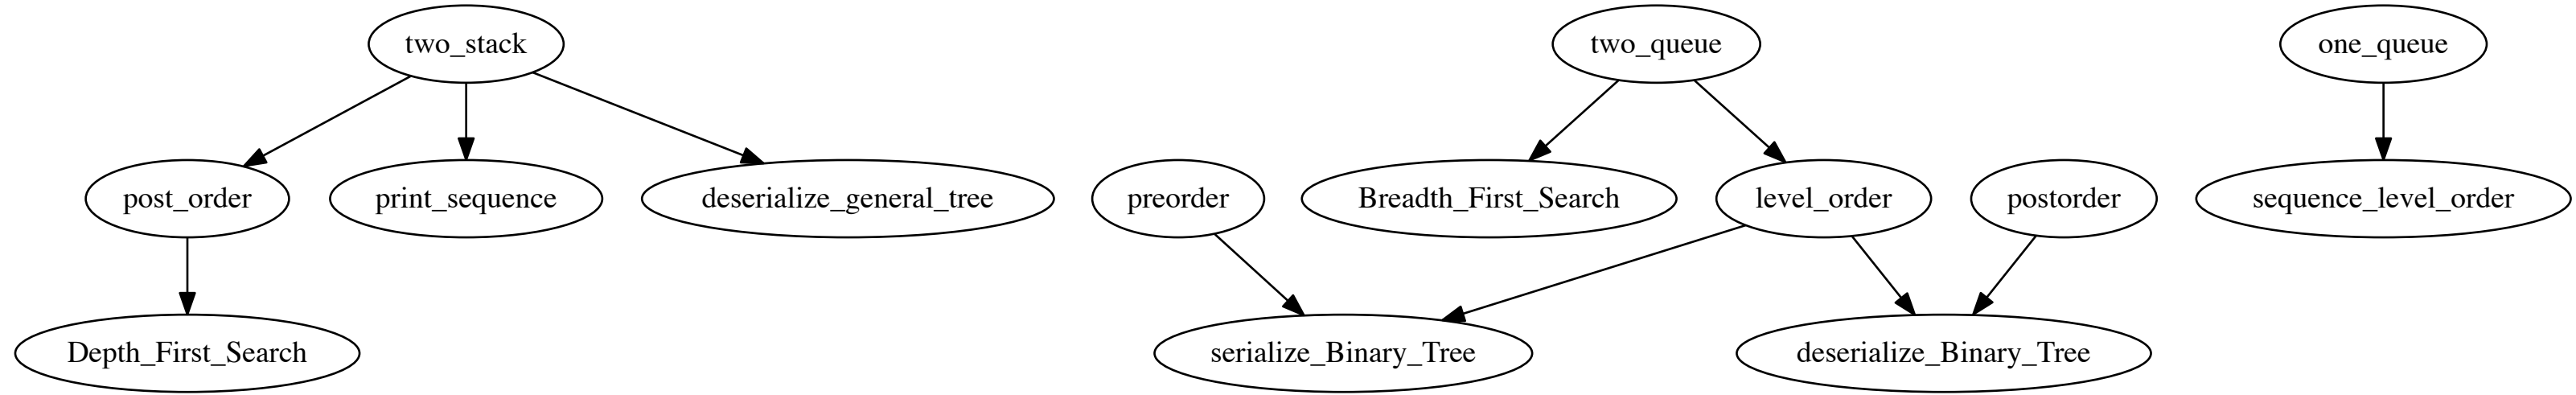 two_stack
two_queue
one_queue
post_order
print_sequence
deserialize_general_tree
preorder
Breadth_First_Search
level_order
postorder
sequence_level_order
Depth_First_Search
serialize_Binary_Tree
deserialize_Binary_Tree